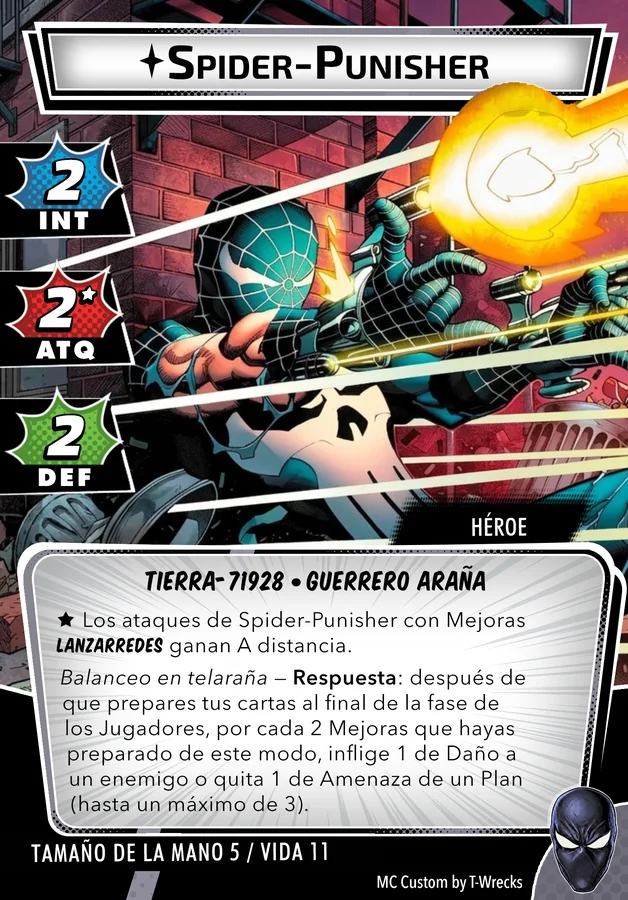 SPIDER-PUNISHER
2
INT
2
ATQ
2
DEF
HÉROE
TIERRA-71928 • GUERRERO ARAÑA
★ Los ataques de Spider-Punisher con Mejoras
LANZARREDES ganan A distancia.
Balanceo en telaraña – Respuesta: después de
que prepares tus cartas al final de la fase de
los Jugadores, por cada 2 Mejoras que hayas
preparado de este modo, inflige 1 de Daño a
un enemigo o quita 1 de Amenaza de un Plan
(hasta un máximo de 3).
TAMAÑO DE LA MANO 5 / VIDA 11
MC Custom by T-Wrecks